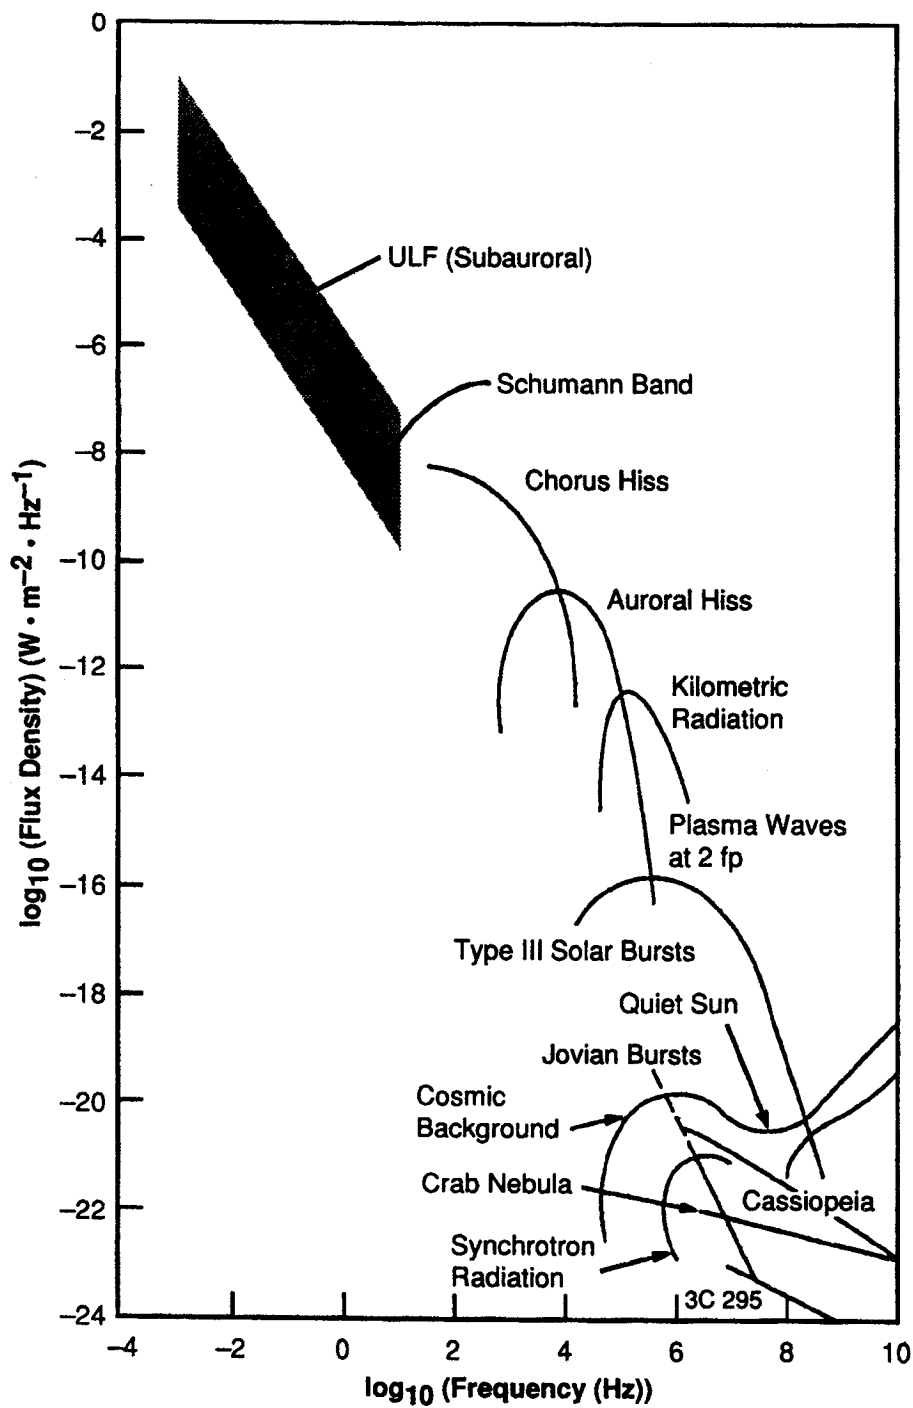 0
−2
−4
−6
−8
−10
−12
−14
−16
−18
−20
−22
−24
log10 (Flux Density) (W • m−2 • Hz−1)
ULF (Subauroral)
Schumann Band
Chorus Hiss
Auroral Hiss
Kilometric
Radiation
Plasma Waves
at 2 fp
Type III Solar Bursts
Quiet Sun
Jovian Bursts
Cosmic
Background
Crab Nebula
Cassiopeia
Synchrotron
Radiation
3C 295
−4 −2 0 2 4 6 8 10
log10 (Frequency (Hz))